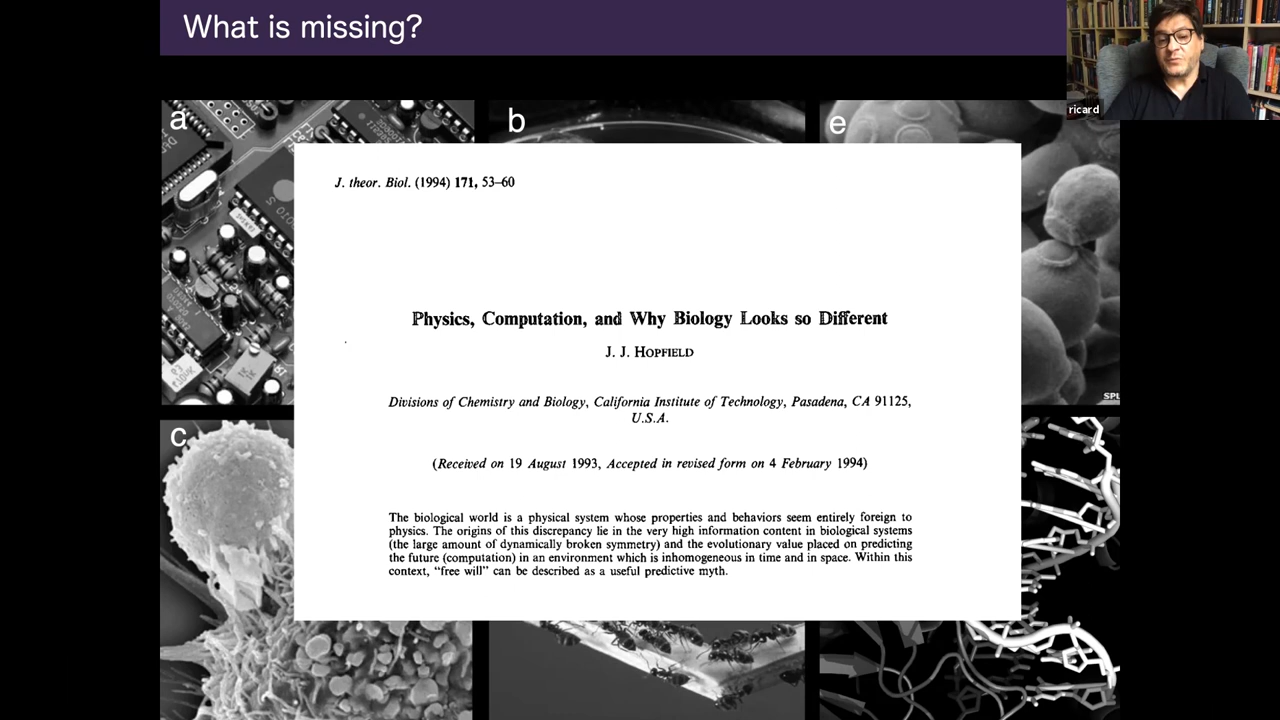 What is missing?
ricard
a
b
e
J. theor. Biol. (1994) 171, 53–60
Physics, Computation, and Why Biology Looks so Different
J. J. HOPFIELD
Divisions of Chemistry and Biology, California Institute of Technology, Pasadena, CA 91125,
U.S.A.
(Received on 19 August 1993, Accepted in revised form on 4 February 1994)
The biological world is a physical system whose properties and behaviors seem entirely foreign to
physics. The origins of this discrepancy lie in the very high information content in biological systems
(the large amount of dynamically broken symmetry) and the evolutionary value placed on predicting
the future (computation) in an environment which is inhomogeneous in time and in space. Within this
context, “free will” can be described as a useful predictive myth.
SPL
c